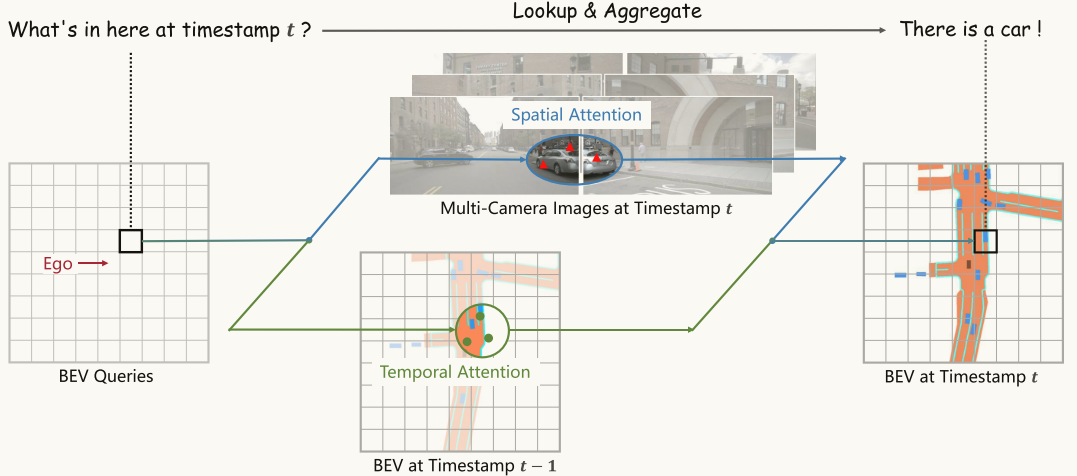 Lookup & Aggregate
What's in here at timestamp t ?
There is a car !
Spatial Attention
Multi-Camera Images at Timestamp t
Ego
Temporal Attention
BEV Queries
BEV at Timestamp t
BEV at Timestamp t − 1